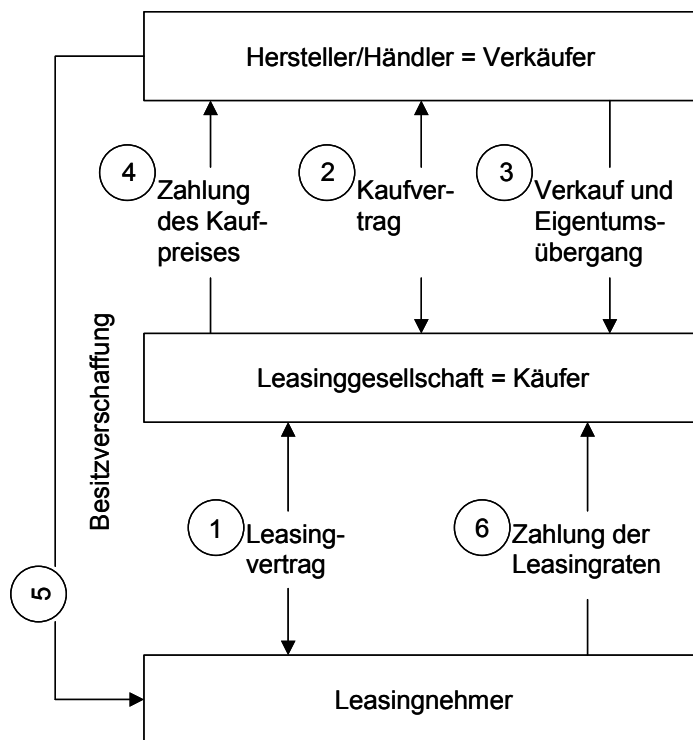 Hersteller/Händler = Verkäufer
4
Zahlung
des Kauf-
preises
2
Kaufver-
trag
3
Verkauf und
Eigentums-
übergang
Besitzverschaffung
5
Leasinggesellschaft = Käufer
1
Leasing-
vertrag
6
Zahlung der
Leasingraten
Leasingnehmer